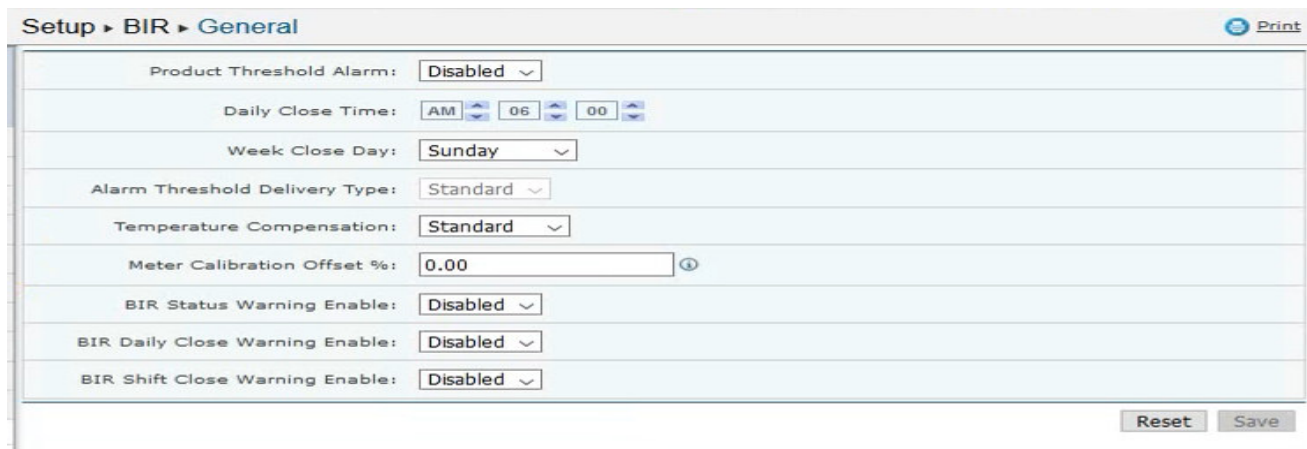 Setup ▸ BIR ▸ General
Print
Product Threshold Alarm: Disabled
Daily Close Time: AM 06 00
Week Close Day: Sunday
Alarm Threshold Delivery Type: Standard
Temperature Compensation: Standard
Meter Calibration Offset %: 0.00
BIR Status Warning Enable: Disabled
BIR Daily Close Warning Enable: Disabled
BIR Shift Close Warning Enable: Disabled
Reset Save